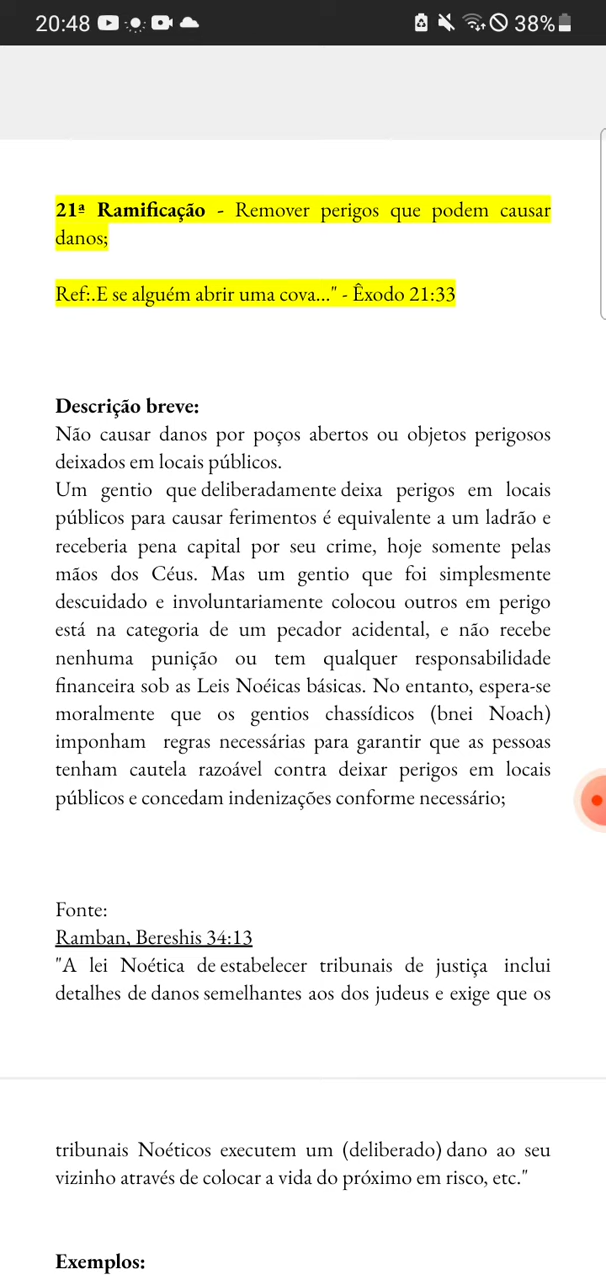 20:48
38%
21ª Ramificação - Remover perigos que podem causar
danos;
Ref:.E se alguém abrir uma cova..." - Êxodo 21:33
Descrição breve:
Não causar danos por poços abertos ou objetos perigosos
deixados em locais públicos.
Um gentio que deliberadamente deixa perigos em locais
públicos para causar ferimentos é equivalente a um ladrão e
receberia pena capital por seu crime, hoje somente pelas
mãos dos Céus. Mas um gentio que foi simplesmente
descuidado e involuntariamente colocou outros em perigo
está na categoria de um pecador acidental, e não recebe
nenhuma punição ou tem qualquer responsabilidade
financeira sob as Leis Noéicas básicas. No entanto, espera-se
moralmente que os gentios chassídicos (bnei Noach)
imponham regras necessárias para garantir que as pessoas
tenham cautela razoável contra deixar perigos em locais
públicos e concedam indenizações conforme necessário;
Fonte:
Ramban, Bereshis 34:13
"A lei Noética de estabelecer tribunais de justiça inclui
detalhes de danos semelhantes aos dos judeus e exige que os
tribunais Noéticos executem um (deliberado) dano ao seu
vizinho através de colocar a vida do próximo em risco, etc."
Exemplos: